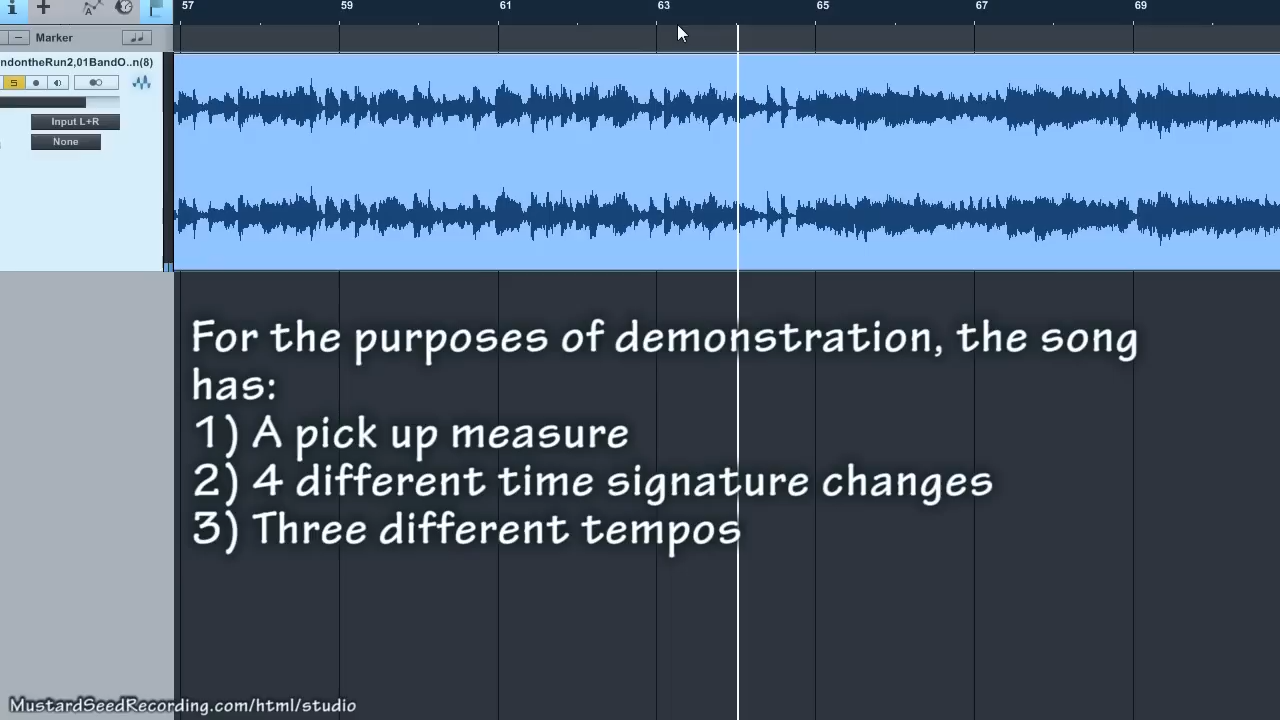 57 59 61 63 65 67 69
Marker
ndontheRun2,01BandO..n(8)
S
Input L+R
None
For the purposes of demonstration, the song
has:
1) A pick up measure
2) 4 different time signature changes
3) Three different tempos
MustardSeedRecording.com/html/studio